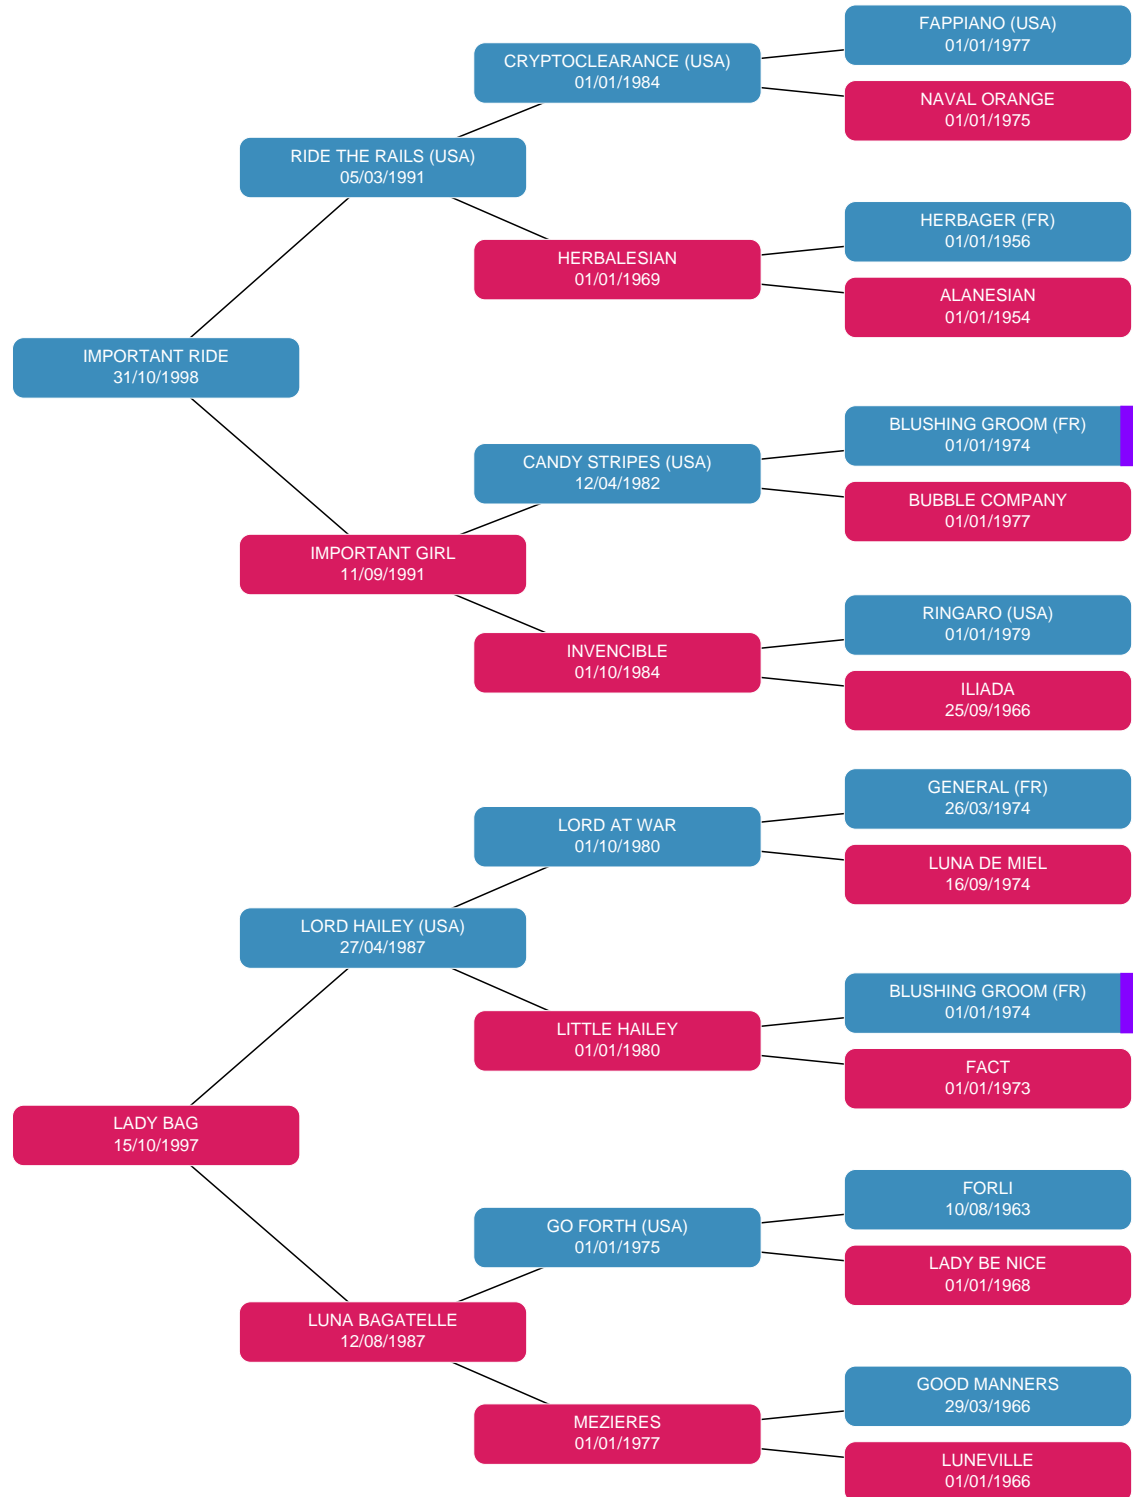 FAPPIANO (USA)
01/01/1977
CRYPTOCLEARANCE (USA)
01/01/1984
NAVAL ORANGE
01/01/1975
RIDE THE RAILS (USA)
05/03/1991
HERBAGER (FR)
01/01/1956
HERBALESIAN
01/01/1969
ALANESIAN
01/01/1954
IMPORTANT RIDE
31/10/1998
BLUSHING GROOM (FR)
01/01/1974
CANDY STRIPES (USA)
12/04/1982
BUBBLE COMPANY
01/01/1977
IMPORTANT GIRL
11/09/1991
RINGARO (USA)
01/01/1979
INVENCIBLE
01/10/1984
ILIADA
25/09/1966
GENERAL (FR)
26/03/1974
LORD AT WAR
01/10/1980
LUNA DE MIEL
16/09/1974
LORD HAILEY (USA)
27/04/1987
BLUSHING GROOM (FR)
01/01/1974
LITTLE HAILEY
01/01/1980
FACT
01/01/1973
LADY BAG
15/10/1997
FORLI
10/08/1963
GO FORTH (USA)
01/01/1975
LADY BE NICE
01/01/1968
LUNA BAGATELLE
12/08/1987
GOOD MANNERS
29/03/1966
MEZIERES
01/01/1977
LUNEVILLE
01/01/1966